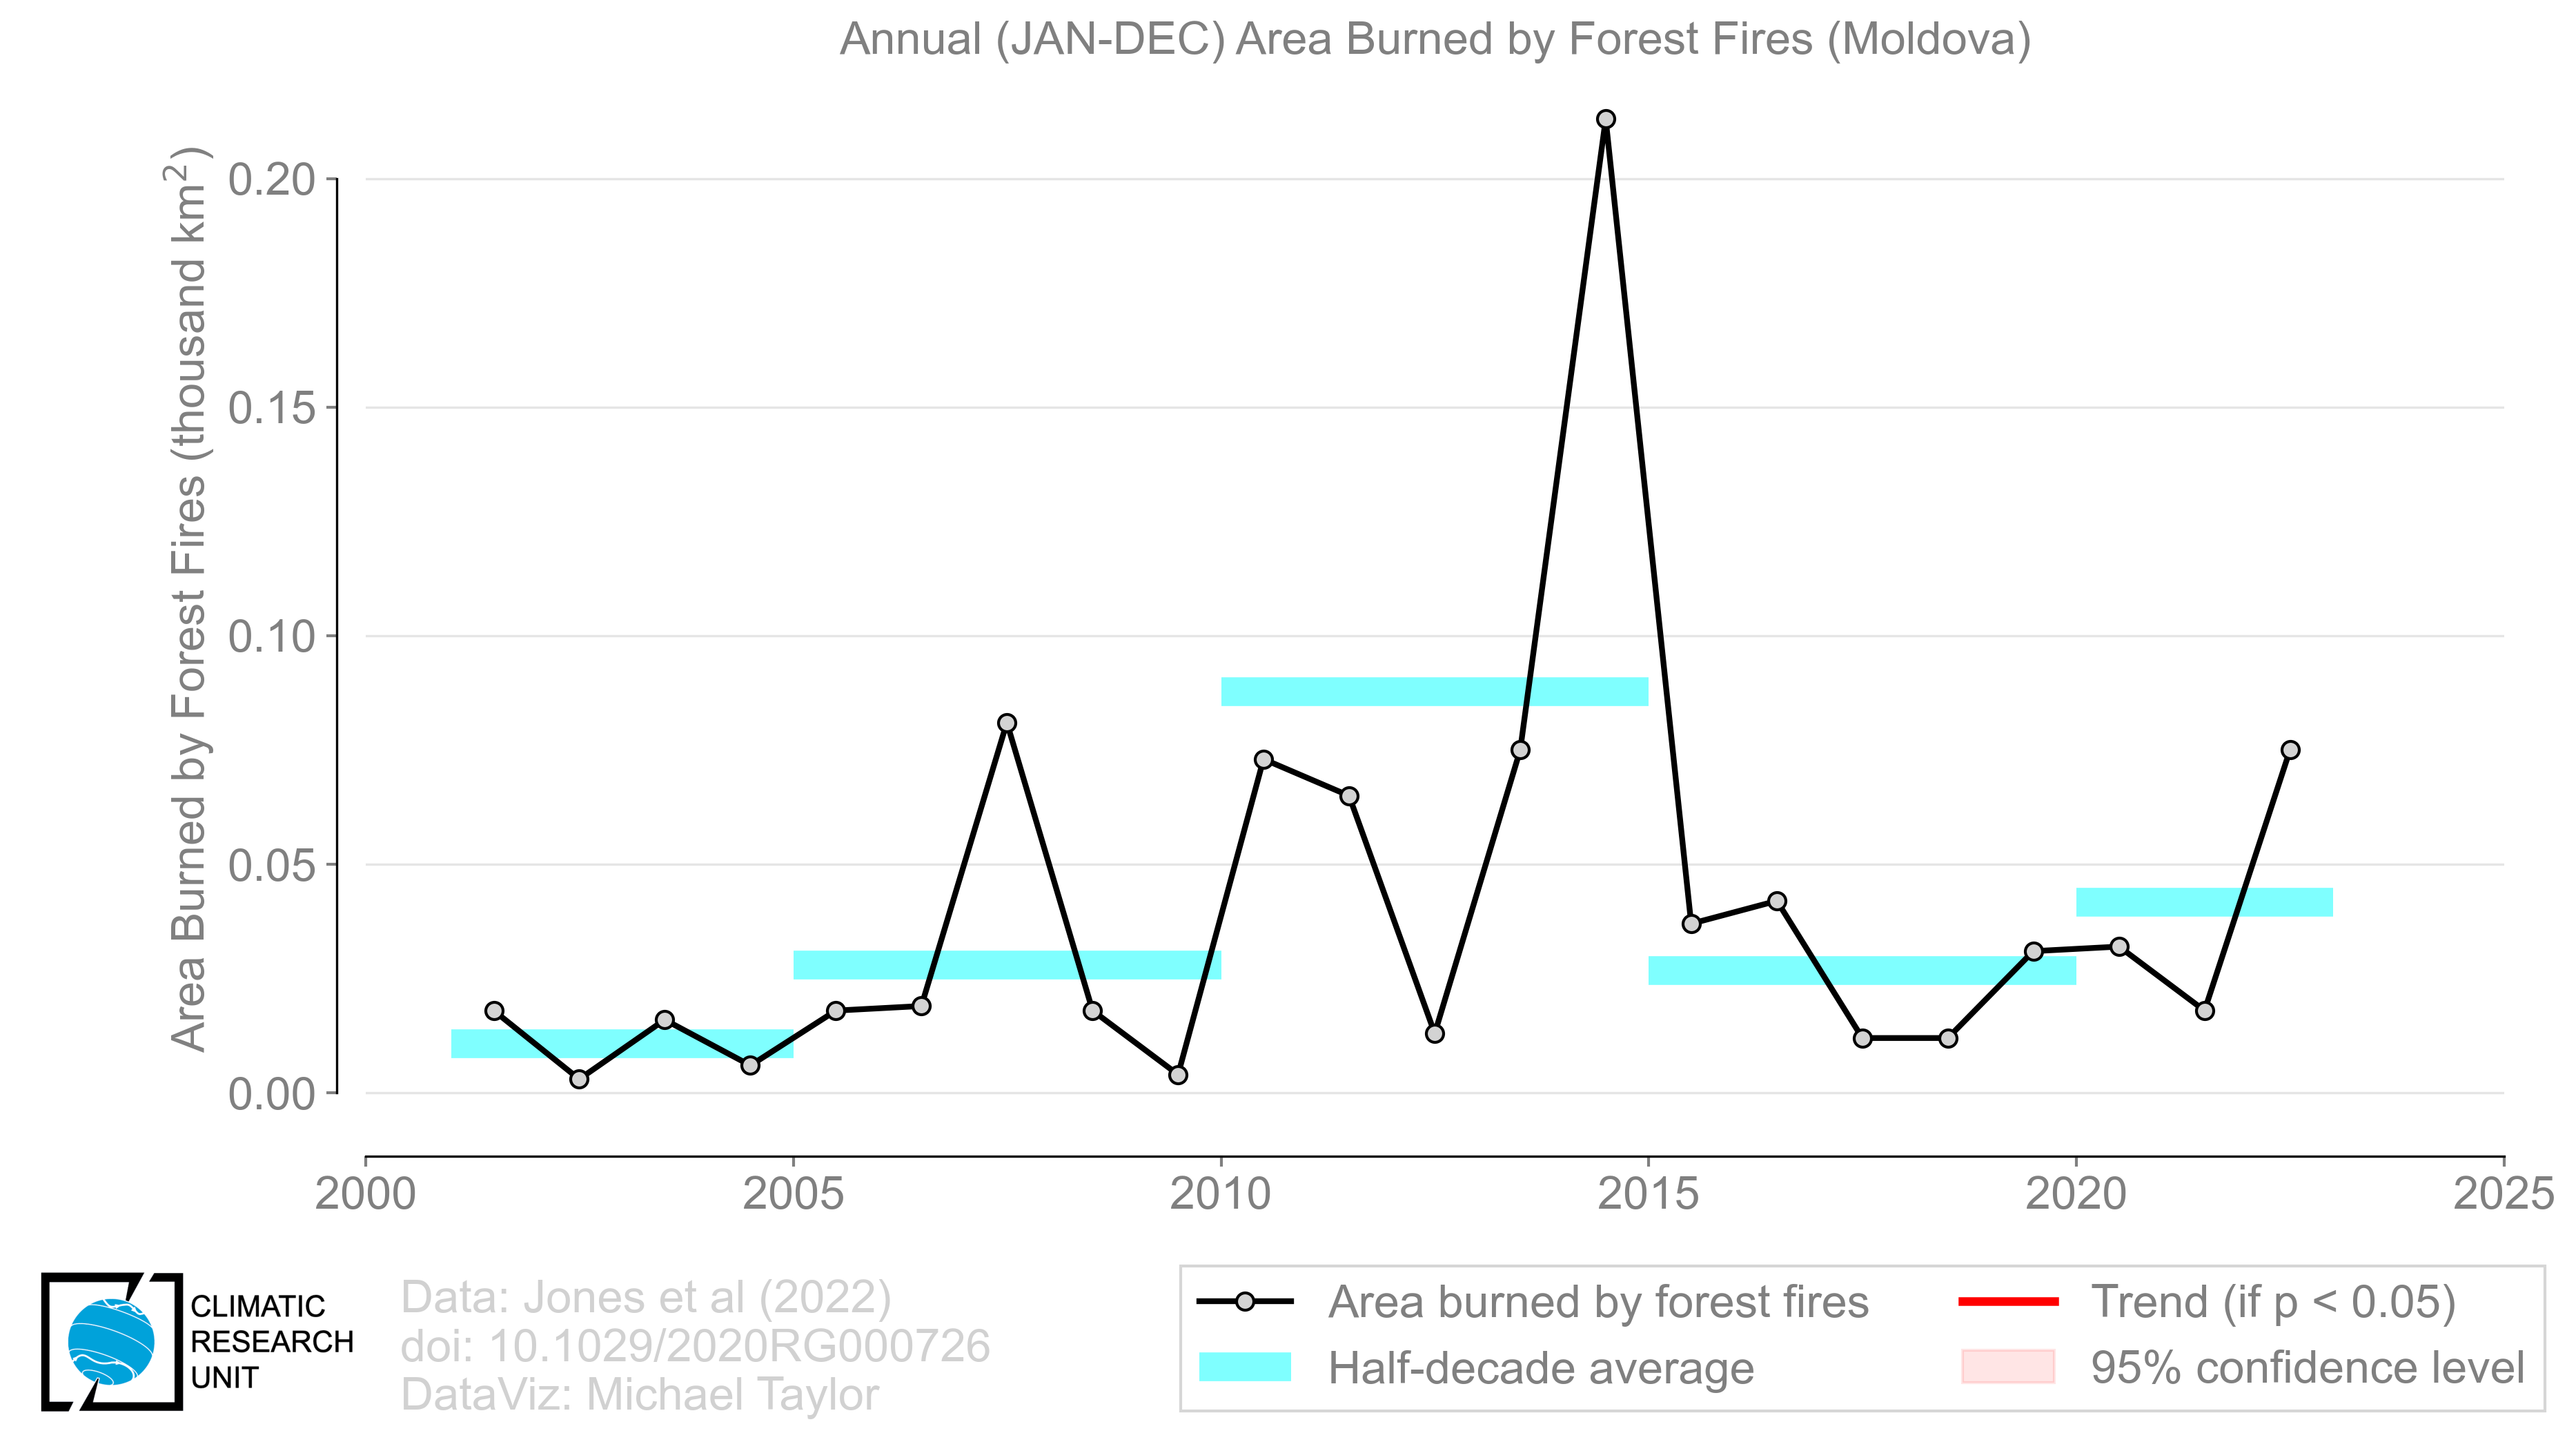 Annual (JAN-DEC) Area Burned by Forest Fires (Moldova)
Area Burned by Forest Fires (thousand km²)
0.20
0.15
0.10
0.05
0.00
2000 2005 2010 2015 2020 2025
CLIMATIC
RESEARCH
UNIT
Data: Jones et al (2022)
doi: 10.1029/2020RG000726
DataViz: Michael Taylor
Area burned by forest fires
Half-decade average
Trend (if p < 0.05)
95% confidence level